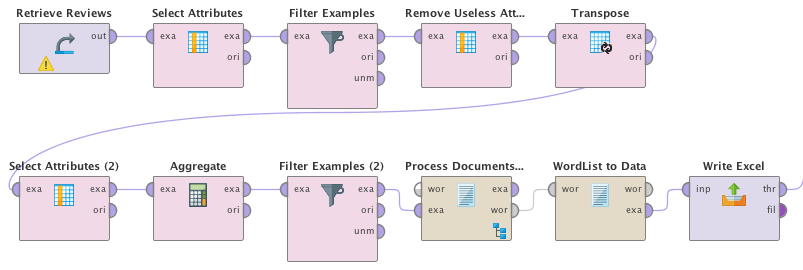 Retrieve Reviews Select Attributes Filter Examples Remove Useless Att... Transpose
out exa exa exa exa exa exa exa exa
ori ori ori ori
unm
Select Attributes (2) Aggregate Filter Examples (2) Process Documents... WordList to Data Write Excel
exa exa exa exa exa exa wor exa wor wor inp thr
ori ori ori exa wor exa fil
unm